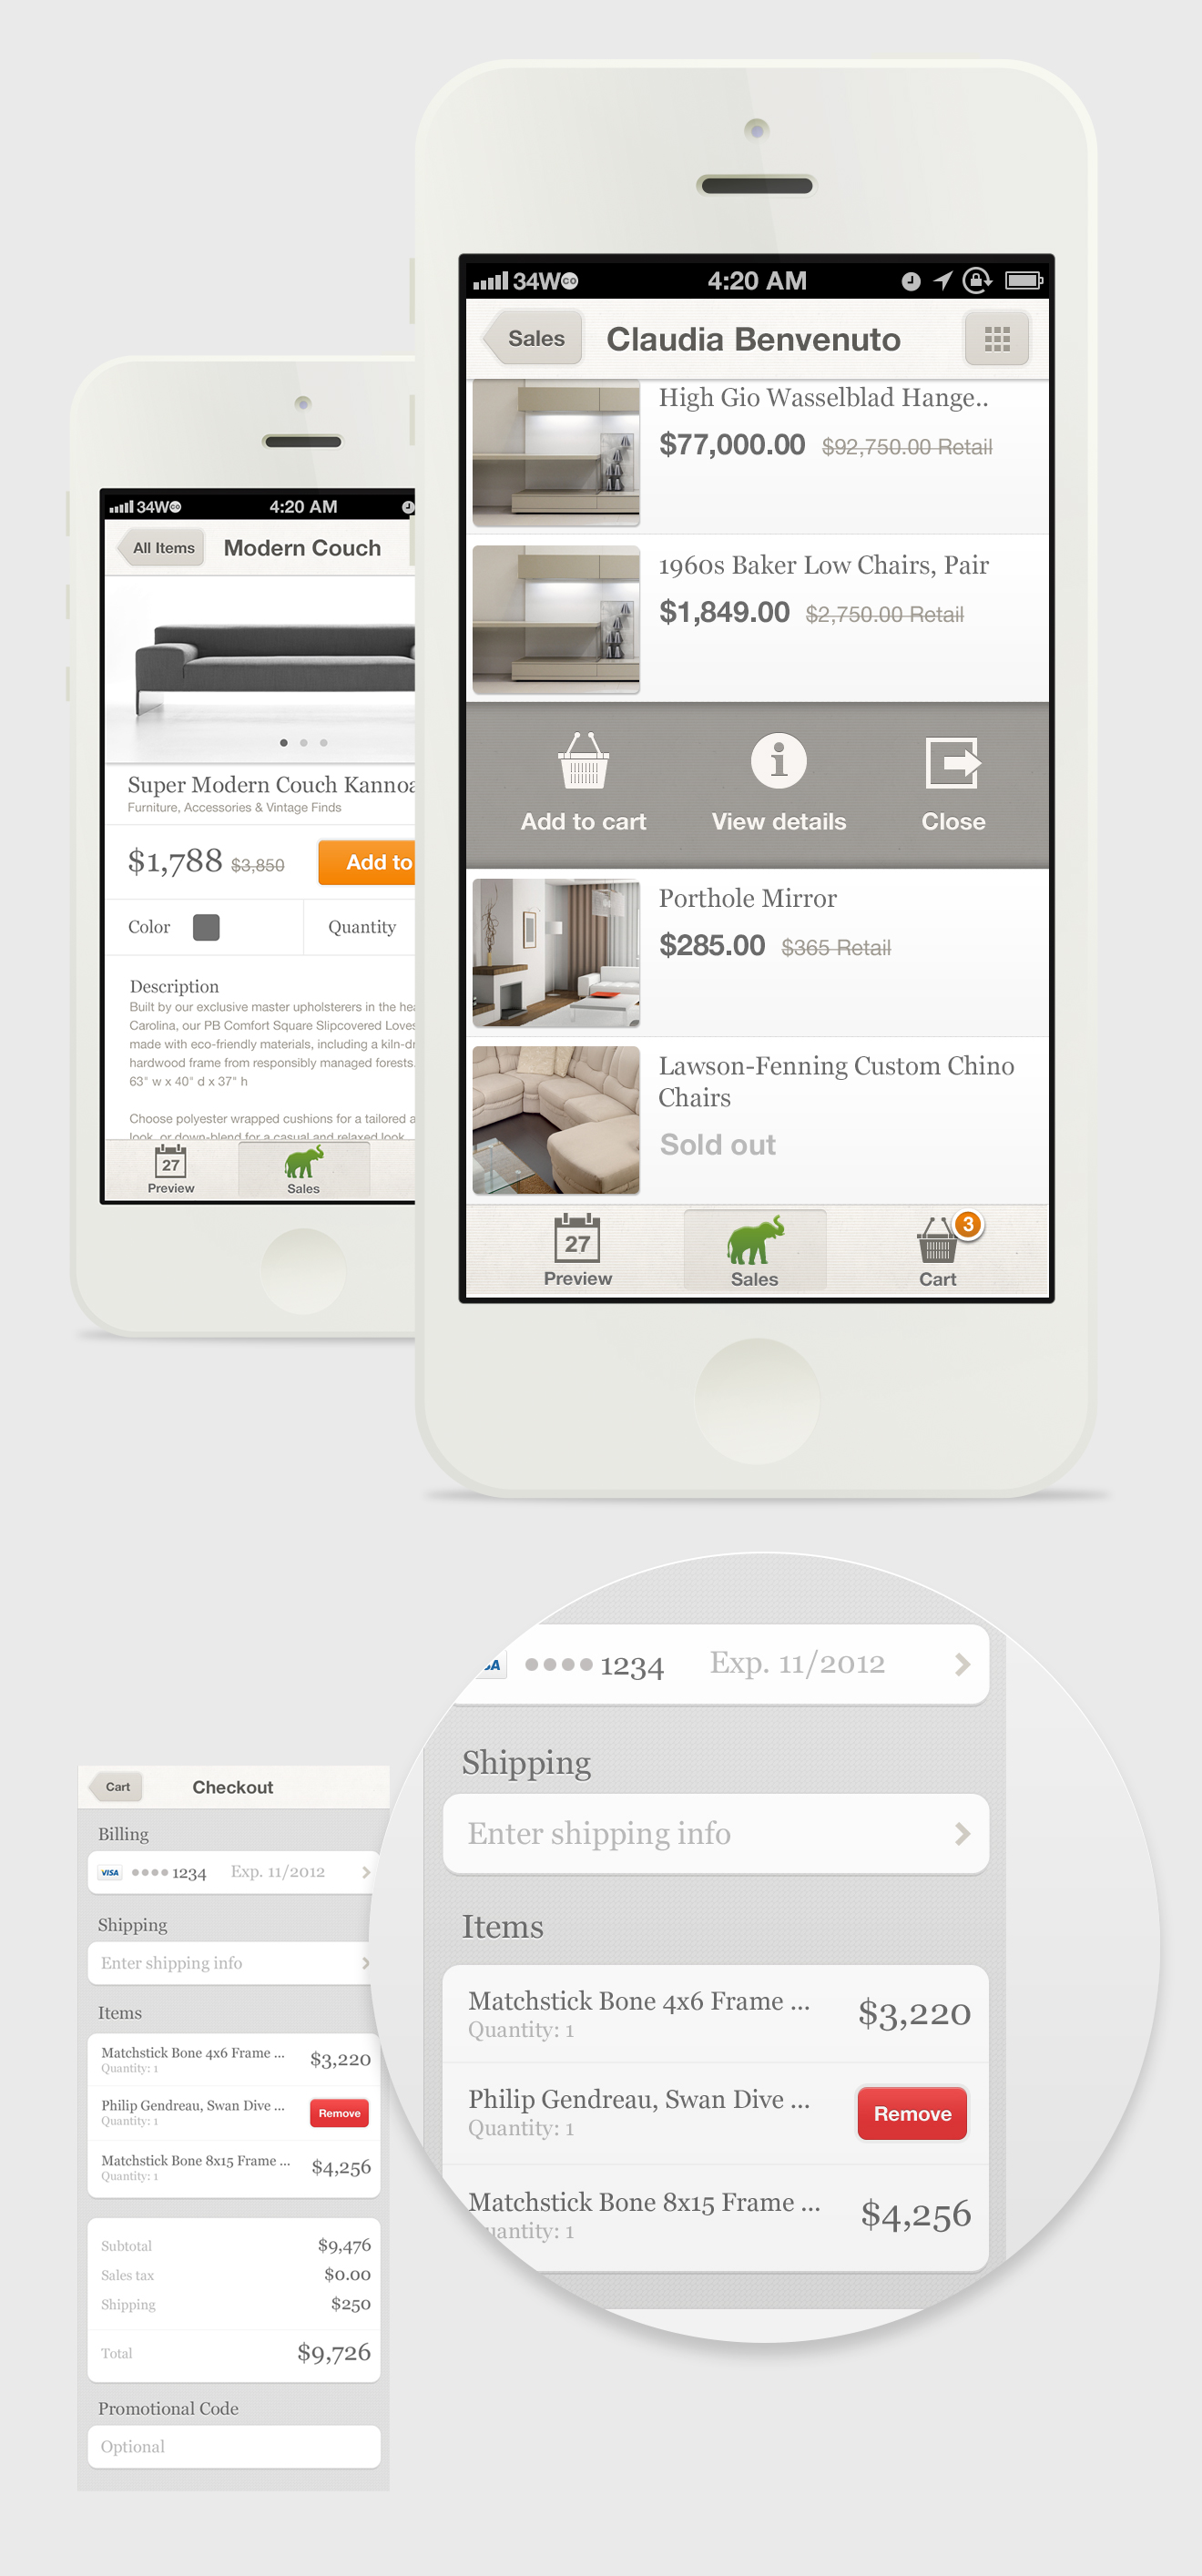 34W
CO
4:20 AM
Sales
Claudia Benvenuto
High Gio Wasselblad Hange..
$77,000.00 $92,750.00 Retail
1960s Baker Low Chairs, Pair
$1,849.00 $2,750.00 Retail
Add to cart
View details
Close
Porthole Mirror
$285.00 $365 Retail
Lawson-Fenning Custom Chino
Chairs
Sold out
27
Preview
Sales
3
Cart
34W
CO
4:20 AM
All Items
Modern Couch
Super Modern Couch Kannoa
Furniture, Accessories & Vintage Finds
$1,788 $3,850
Add to
Color
Quantity
Description
Built by our exclusive master upholsterers in the hea
Carolina, our PB Comfort Square Slipcovered Loves
made with eco-friendly materials, including a kiln-dr
hardwood frame from responsibly managed forests.
63" w x 40" d x 37" h
Choose polyester wrapped cushions for a tailored a
look, or down-blend for a casual and relaxed look
27
Preview
Sales
Cart
Checkout
Billing
VISA
1234
Exp. 11/2012
Shipping
Enter shipping info
Items
Matchstick Bone 4x6 Frame ...
Quantity: 1
$3,220
Philip Gendreau, Swan Dive ...
Quantity: 1
Remove
Matchstick Bone 8x15 Frame ...
Quantity: 1
$4,256
Subtotal $9,476
Sales tax $0.00
Shipping $250
Total $9,726
Promotional Code
Optional
SA
1234
Exp. 11/2012
Shipping
Enter shipping info
Items
Matchstick Bone 4x6 Frame ...
Quantity: 1
$3,220
Philip Gendreau, Swan Dive ...
Quantity: 1
Remove
Matchstick Bone 8x15 Frame ...
uantity: 1
$4,256